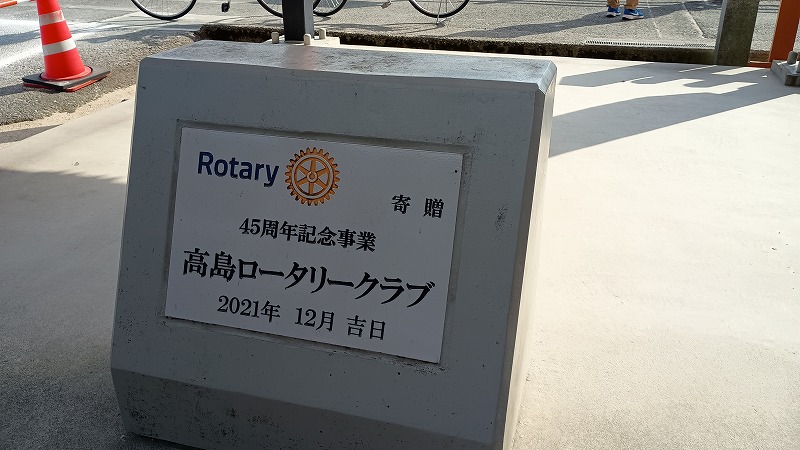 Rotary
寄贈
45周年記念事業
高島ロータリークラブ
2021年 12月 吉日